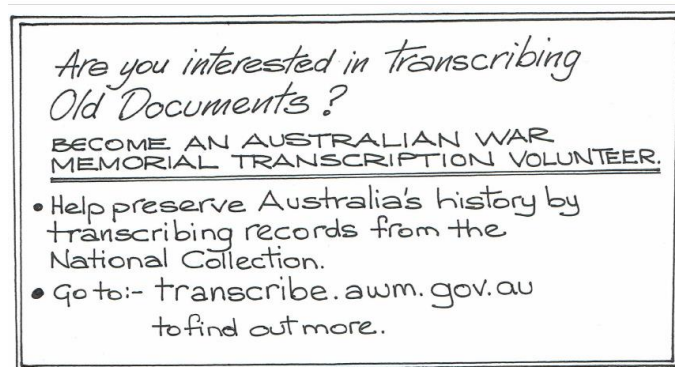 Are you interested in Transcribing
Old Documents?
BECOME AN AUSTRALIAN WAR
MEMORIAL TRANSCRIPTION VOLUNTEER.
• Help preserve Australia's history by
transcribing records from the
National Collection.
• Go to:- transcribe.awm.gov.au
to find out more.